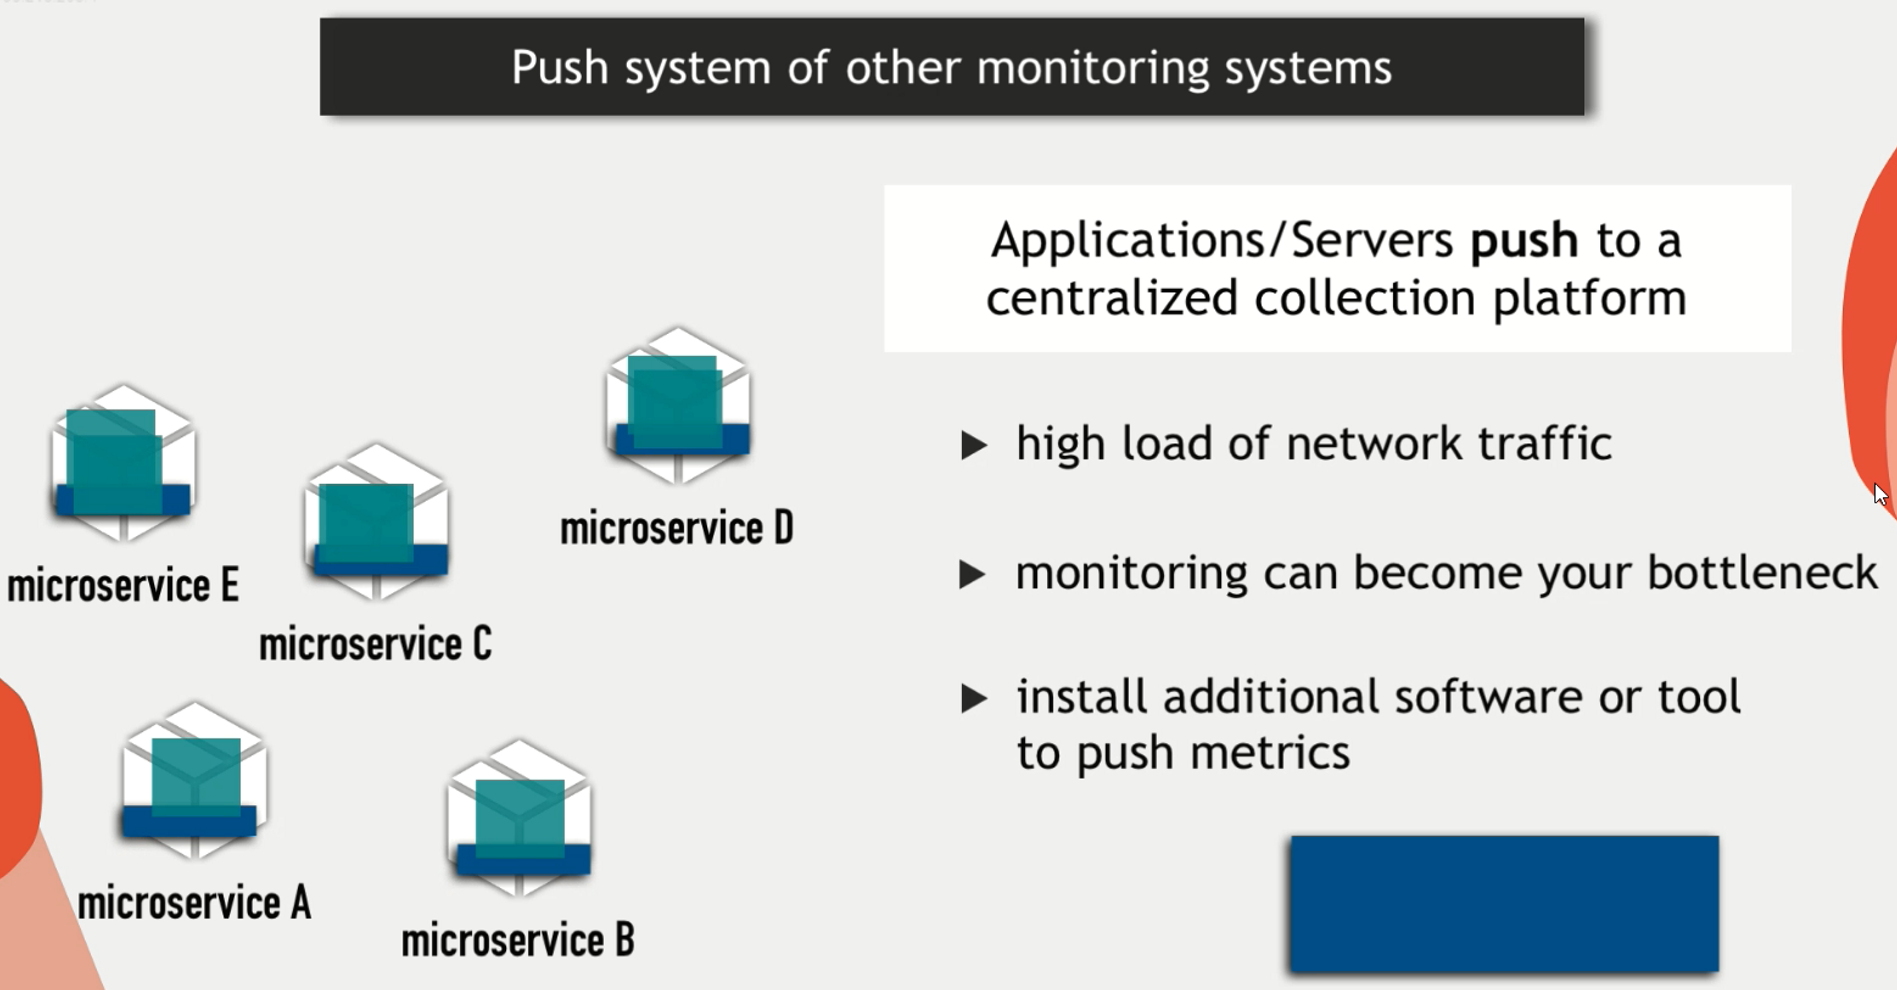 Push system of other monitoring systems
Applications/Servers push to a
centralized collection platform
high load of network traffic
monitoring can become your bottleneck
install additional software or tool
to push metrics
microservice D
microservice E
microservice C
microservice A
microservice B